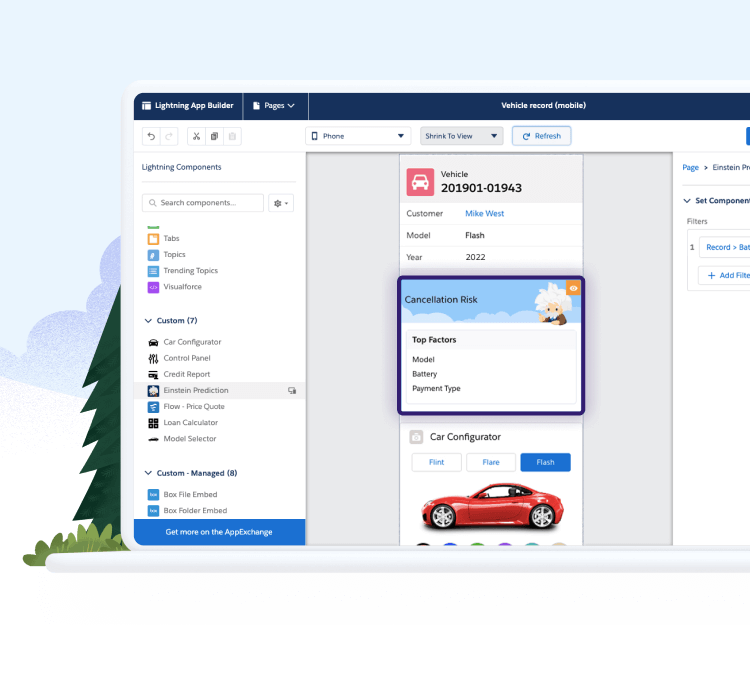 Lightning App Builder
Pages
Vehicle record (mobile)
Phone
Shrink To View
Refresh
Lightning Components
Search components...
Tabs
Topics
Trending Topics
Visualforce
Custom (7)
Car Configurator
Control Panel
Credit Report
Einstein Prediction
Flow - Price Quote
Loan Calculator
Model Selector
Custom - Managed (8)
box Box File Embed
box Box Folder Embed
Get more on the AppExchange
Vehicle
201901-01943
Customer Mike West
Model Flash
Year 2022
Cancellation Risk
Top Factors
Model
Battery
Payment Type
Car Configurator
Flint Flare Flash
Page > Einstein Pr
Set Component
Filters
1 Record > Bat
+ Add Filte